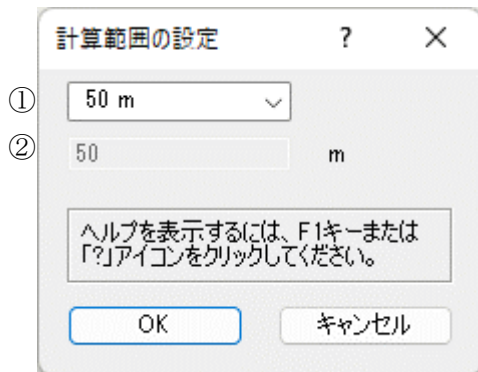 計算範囲の設定 ? ×
① 50 m
② 50 m
ヘルプを表示するには、F1キーまたは
「?」アイコンをクリックしてください。
OK キャンセル